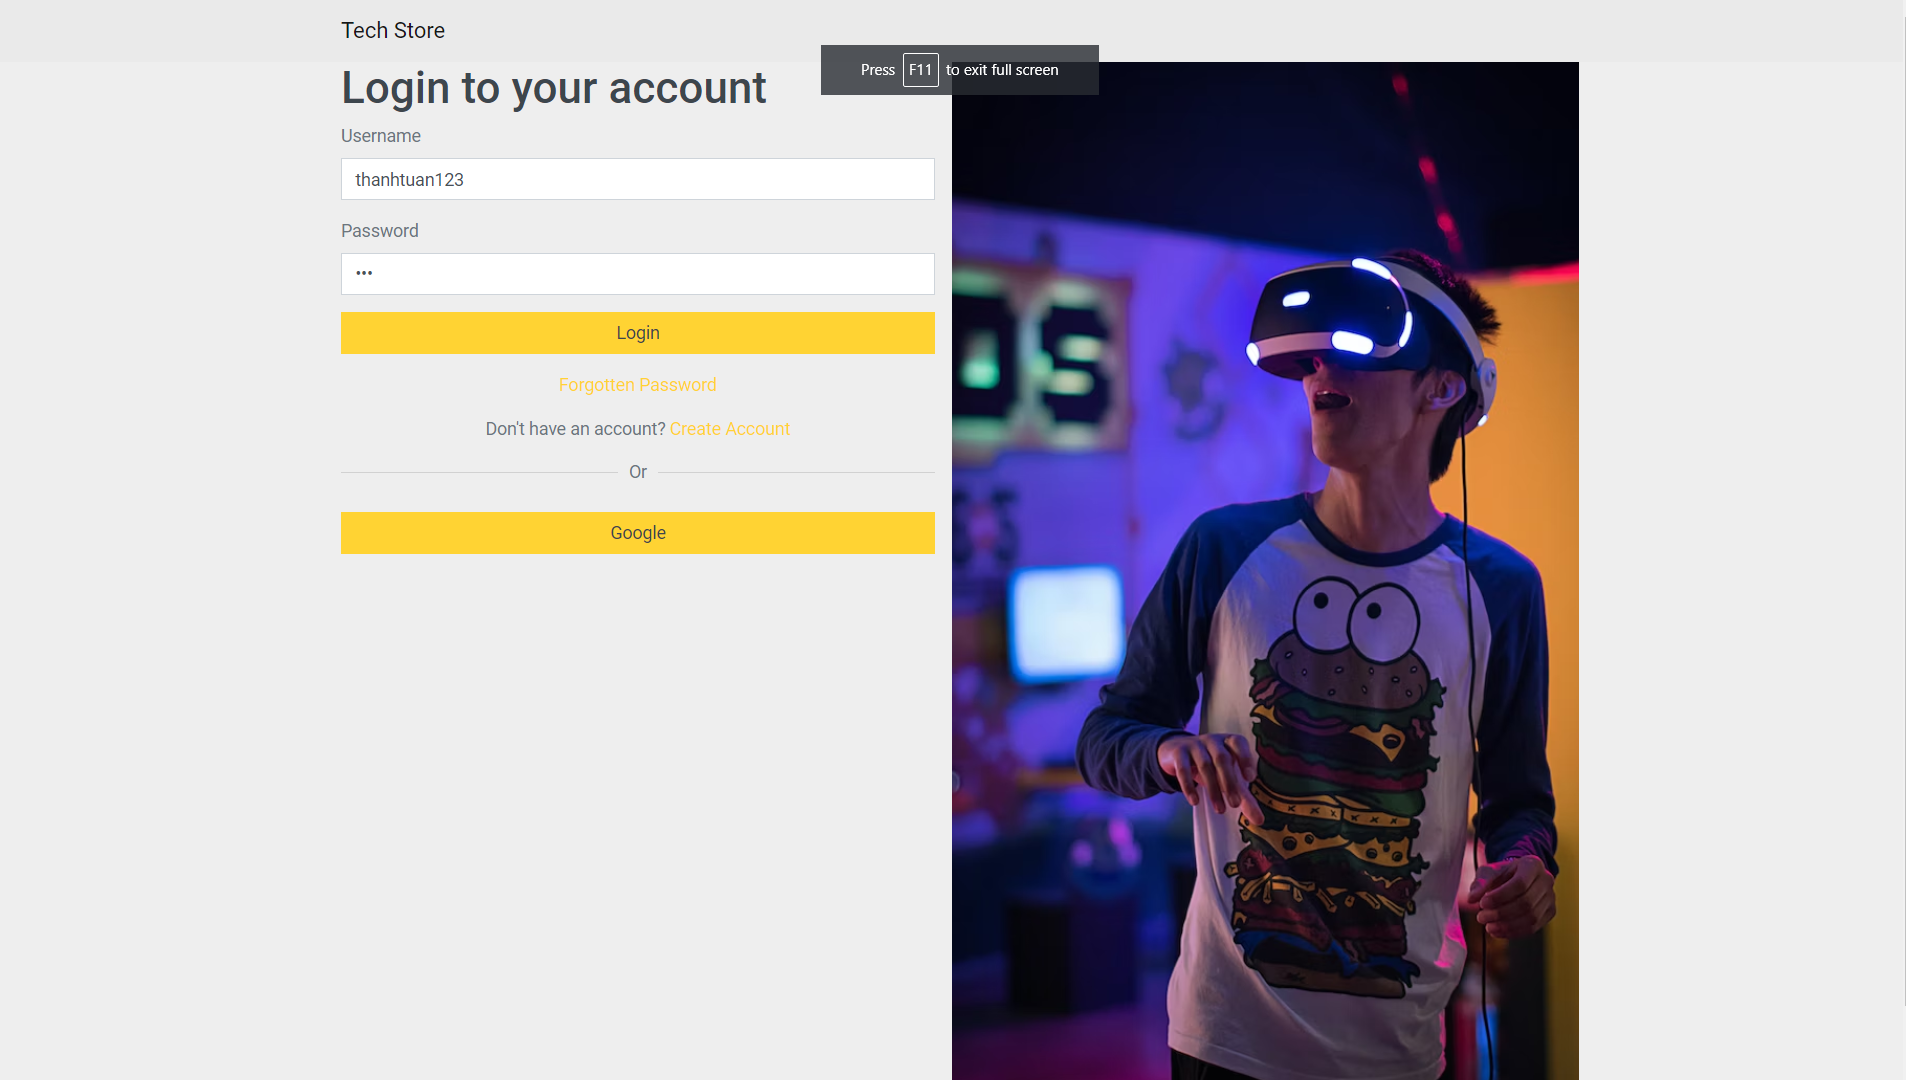 Tech Store
Press F11 to exit full screen
Login to your account
Username
thanhtuan123
Password
•••
Login
Forgotten Password
Don't have an account? Create Account
Or
Google